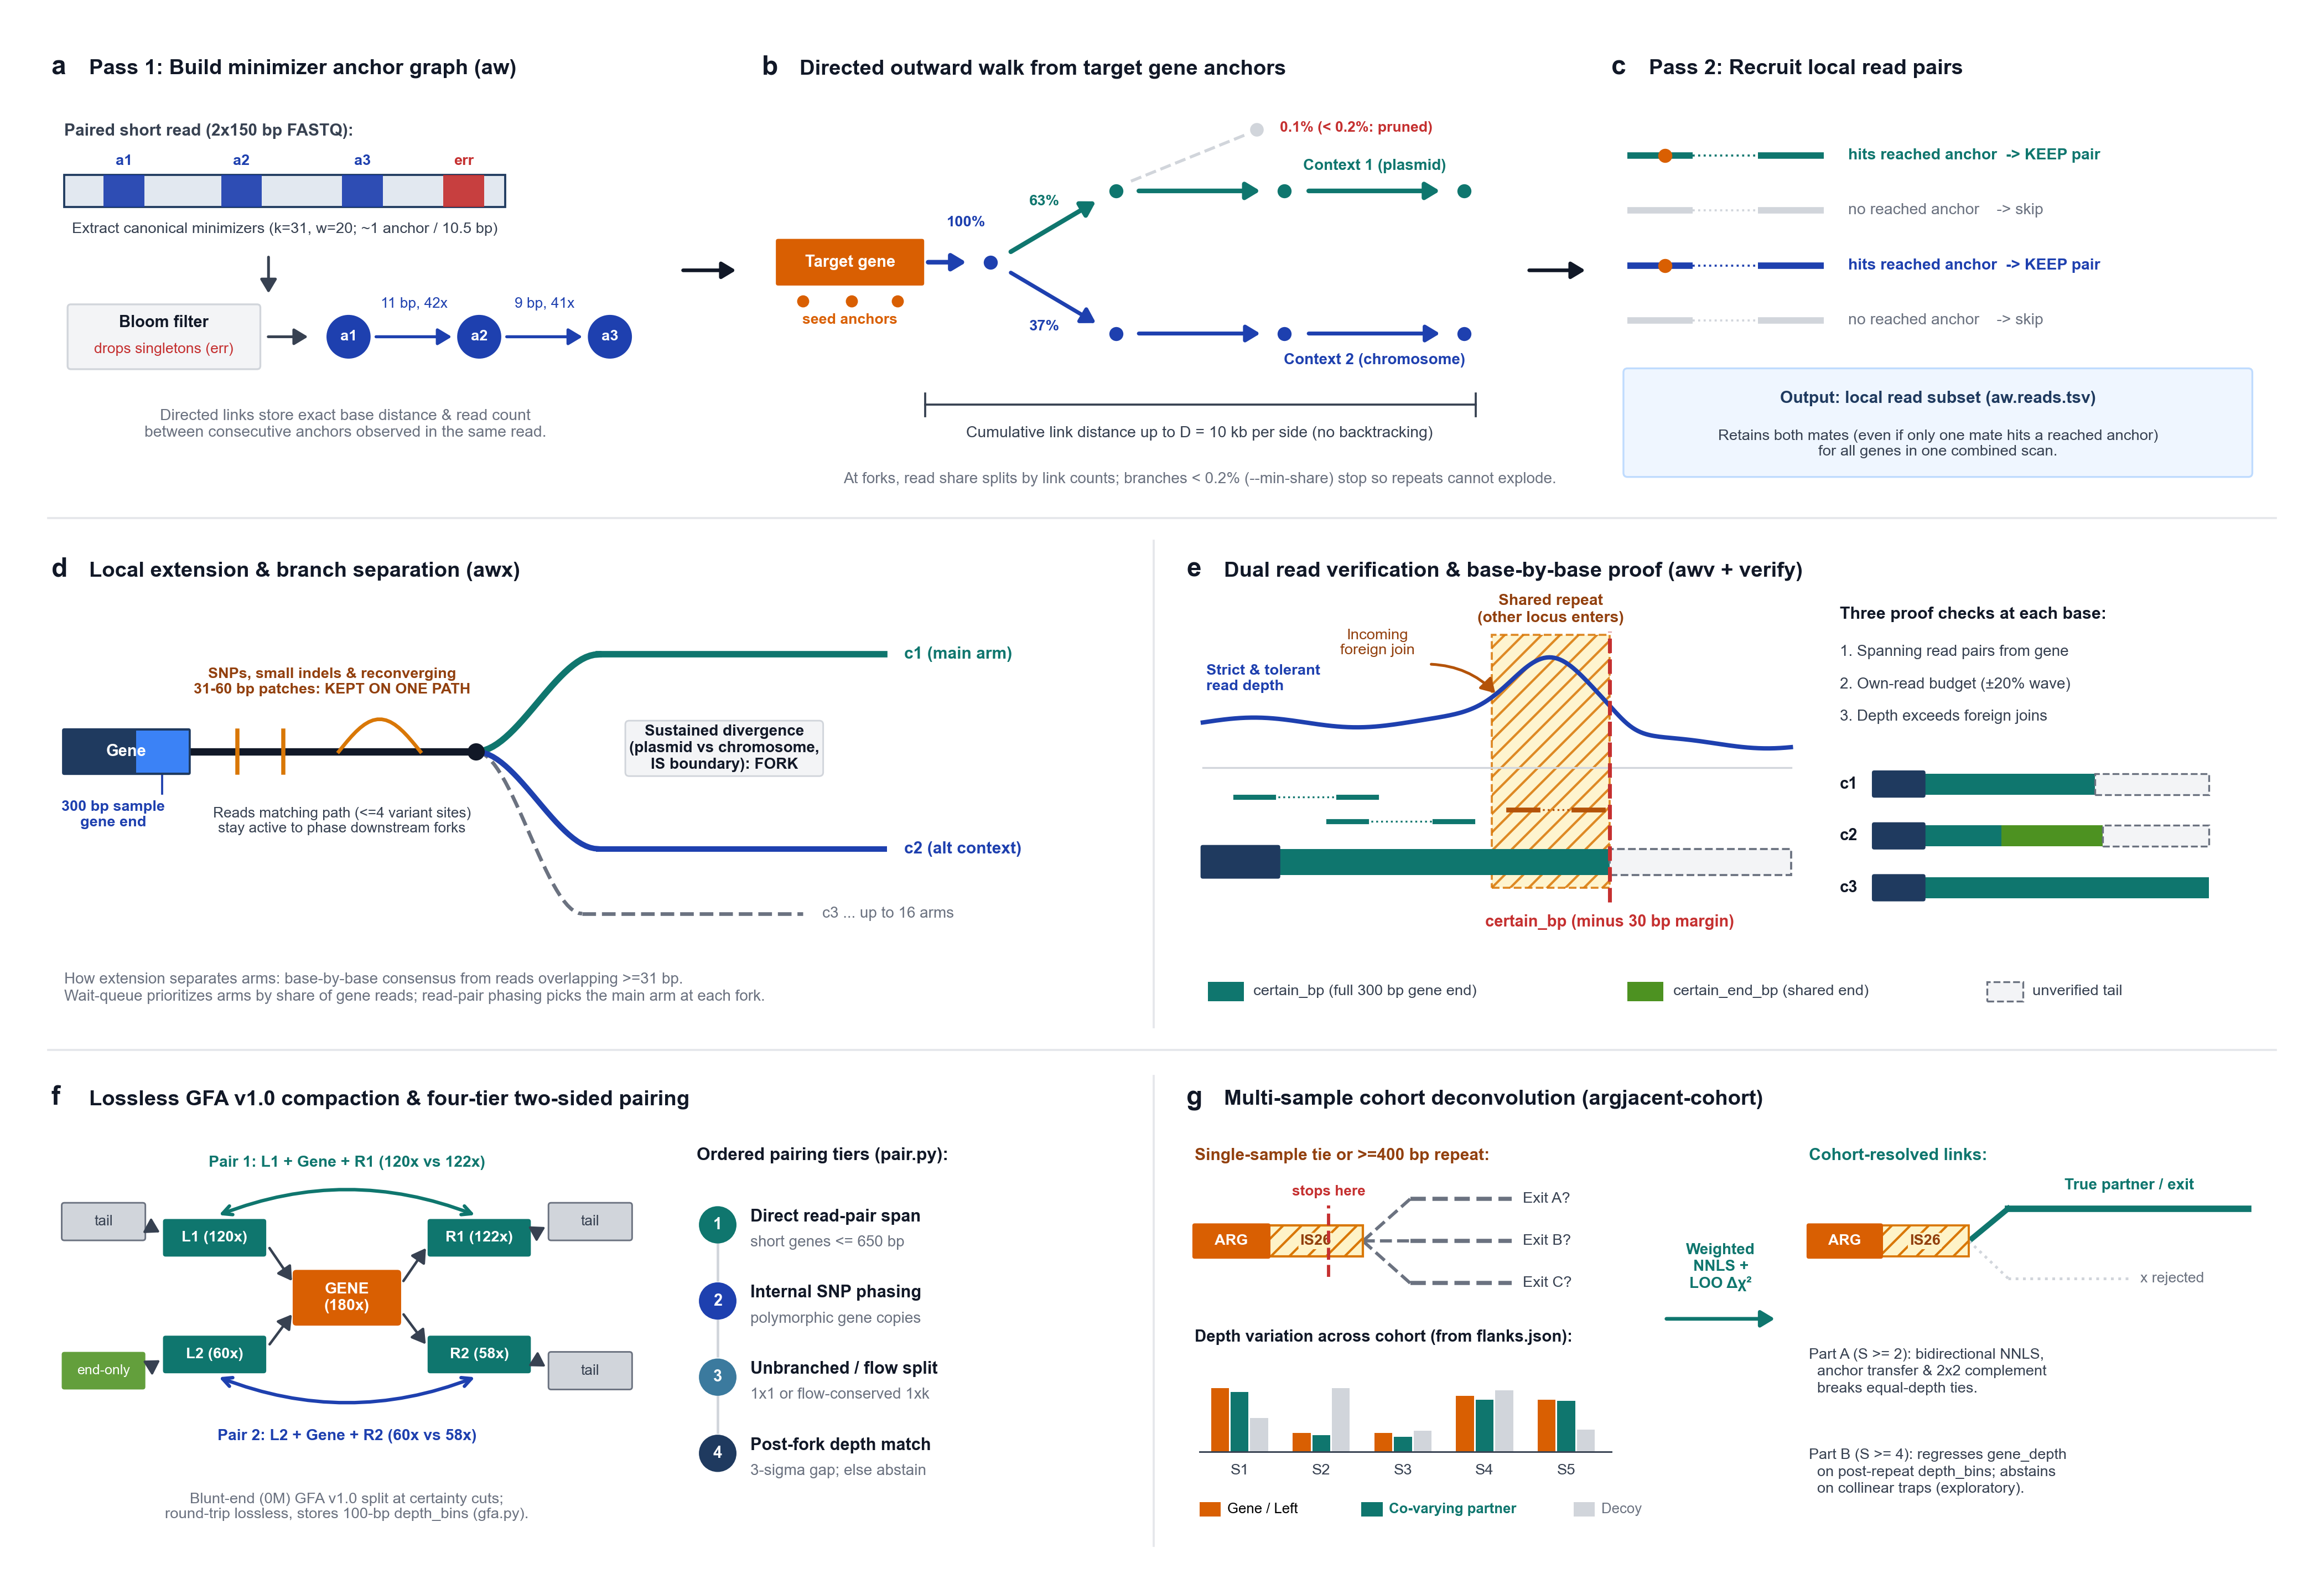 a Pass 1: Build minimizer anchor graph (aw)
Paired short read (2x150 bp FASTQ):
a1 a2 a3 err
Extract canonical minimizers (k=31, w=20; ~1 anchor / 10.5 bp)
Bloom filter
drops singletons (err)
11 bp, 42x 9 bp, 41x
a1 a2 a3
Directed links store exact base distance & read count
between consecutive anchors observed in the same read.
b Directed outward walk from target gene anchors
0.1% (< 0.2%: pruned)
Context 1 (plasmid)
63%
100%
Target gene
seed anchors
37%
Context 2 (chromosome)
Cumulative link distance up to D = 10 kb per side (no backtracking)
At forks, read share splits by link counts; branches < 0.2% (--min-share) stop so repeats cannot explode.
c Pass 2: Recruit local read pairs
hits reached anchor -> KEEP pair
no reached anchor -> skip
hits reached anchor -> KEEP pair
no reached anchor -> skip
Output: local read subset (aw.reads.tsv)
Retains both mates (even if only one mate hits a reached anchor)
for all genes in one combined scan.
d Local extension & branch separation (awx)
c1 (main arm)
SNPs, small indels & reconverging
31-60 bp patches: KEPT ON ONE PATH
Gene
Sustained divergence
(plasmid vs chromosome,
IS boundary): FORK
300 bp sample
gene end
Reads matching path (<=4 variant sites)
stay active to phase downstream forks
c2 (alt context)
c3 ... up to 16 arms
How extension separates arms: base-by-base consensus from reads overlapping >=31 bp.
Wait-queue prioritizes arms by share of gene reads; read-pair phasing picks the main arm at each fork.
e Dual read verification & base-by-base proof (awv + verify)
Shared repeat
(other locus enters)
Incoming
foreign join
Strict & tolerant
read depth
certain_bp (minus 30 bp margin)
Three proof checks at each base:
1. Spanning read pairs from gene
2. Own-read budget (±20% wave)
3. Depth exceeds foreign joins
c1
c2
c3
certain_bp (full 300 bp gene end)
certain_end_bp (shared end)
unverified tail
f Lossless GFA v1.0 compaction & four-tier two-sided pairing
Pair 1: L1 + Gene + R1 (120x vs 122x)
tail tail
L1 (120x) R1 (122x)
GENE
(180x)
L2 (60x) R2 (58x)
end-only tail
Pair 2: L2 + Gene + R2 (60x vs 58x)
Blunt-end (0M) GFA v1.0 split at certainty cuts;
round-trip lossless, stores 100-bp depth_bins (gfa.py).
Ordered pairing tiers (pair.py):
1 Direct read-pair span
short genes <= 650 bp
2 Internal SNP phasing
polymorphic gene copies
3 Unbranched / flow split
1x1 or flow-conserved 1xk
4 Post-fork depth match
3-sigma gap; else abstain
g Multi-sample cohort deconvolution (argjacent-cohort)
Single-sample tie or >=400 bp repeat:
stops here
ARG IS26
Exit A?
Exit B?
Exit C?
Depth variation across cohort (from flanks.json):
S1 S2 S3 S4 S5
Gene / Left Co-varying partner Decoy
Weighted
NNLS +
LOO Δχ²
Cohort-resolved links:
True partner / exit
ARG IS26
x rejected
Part A (S >= 2): bidirectional NNLS,
anchor transfer & 2x2 complement
breaks equal-depth ties.
Part B (S >= 4): regresses gene_depth
on post-repeat depth_bins; abstains
on collinear traps (exploratory).